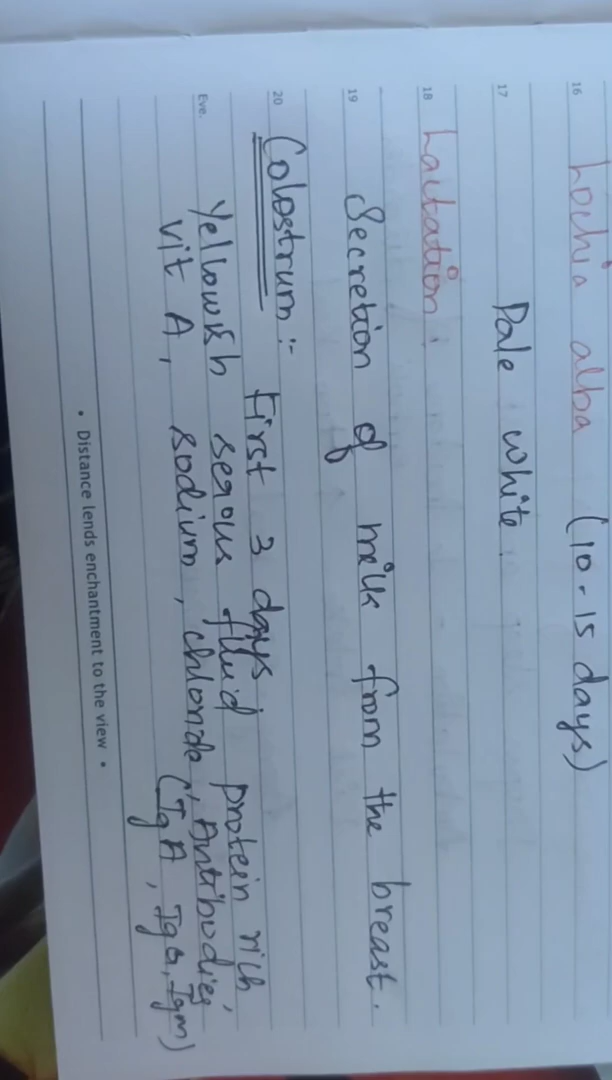 16 Lochia alba (10-15 days)
17 Pale white.
18 Lactation:
19 Secretion of milk from the breast.
20 Colostrum :- First 3 days,
Eve. Yellowish serous fluid protein rich,
vit A, sodium, chloride, Antibodies
(IgA, IgG, Igm)
• Distance lends enchantment to the view •